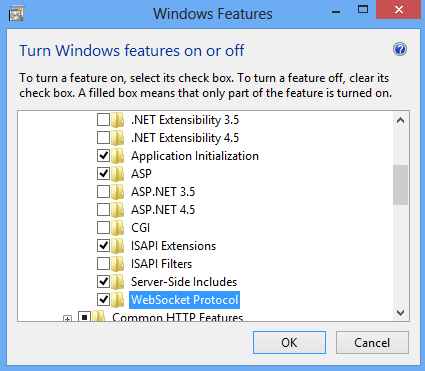 Windows Features
Turn Windows features on or off
To turn a feature on, select its check box. To turn a feature off, clear its
check box. A filled box means that only part of the feature is turned on.
.NET Extensibility 3.5
.NET Extensibility 4.5
Application Initialization
ASP
ASP.NET 3.5
ASP.NET 4.5
CGI
ISAPI Extensions
ISAPI Filters
Server-Side Includes
WebSocket Protocol
Common HTTP Features
OK
Cancel